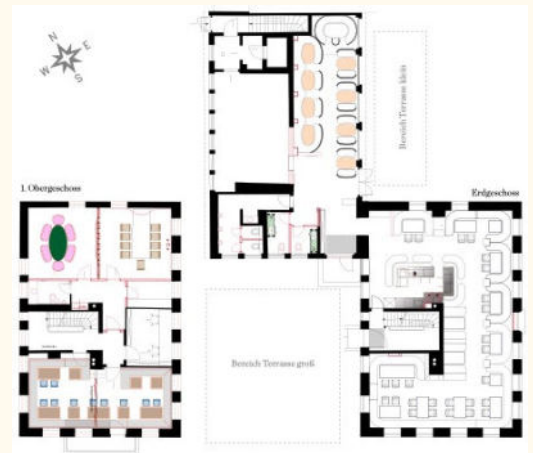 N
E
W
S
Bereich Terrasse klein
1. Obergeschoss
Erdgeschoss
Bereich Terrasse groß